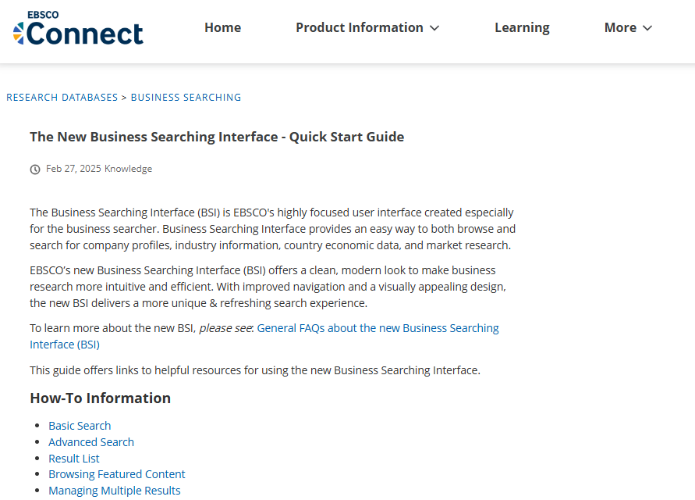 EBSCO
Connect
Home
Product Information
Learning
More
RESEARCH DATABASES > BUSINESS SEARCHING
The New Business Searching Interface - Quick Start Guide
Feb 27, 2025 Knowledge
The Business Searching Interface (BSI) is EBSCO's highly focused user interface created especially
for the business searcher. Business Searching Interface provides an easy way to both browse and
search for company profiles, industry information, country economic data, and market research.
EBSCO's new Business Searching Interface (BSI) offers a clean, modern look to make business
research more intuitive and efficient. With improved navigation and a visually appealing design,
the new BSI delivers a more unique & refreshing search experience.
To learn more about the new BSI, please see: General FAQs about the new Business Searching
Interface (BSI)
This guide offers links to helpful resources for using the new Business Searching Interface.
How-To Information
Basic Search
Advanced Search
Result List
Browsing Featured Content
Managing Multiple Results